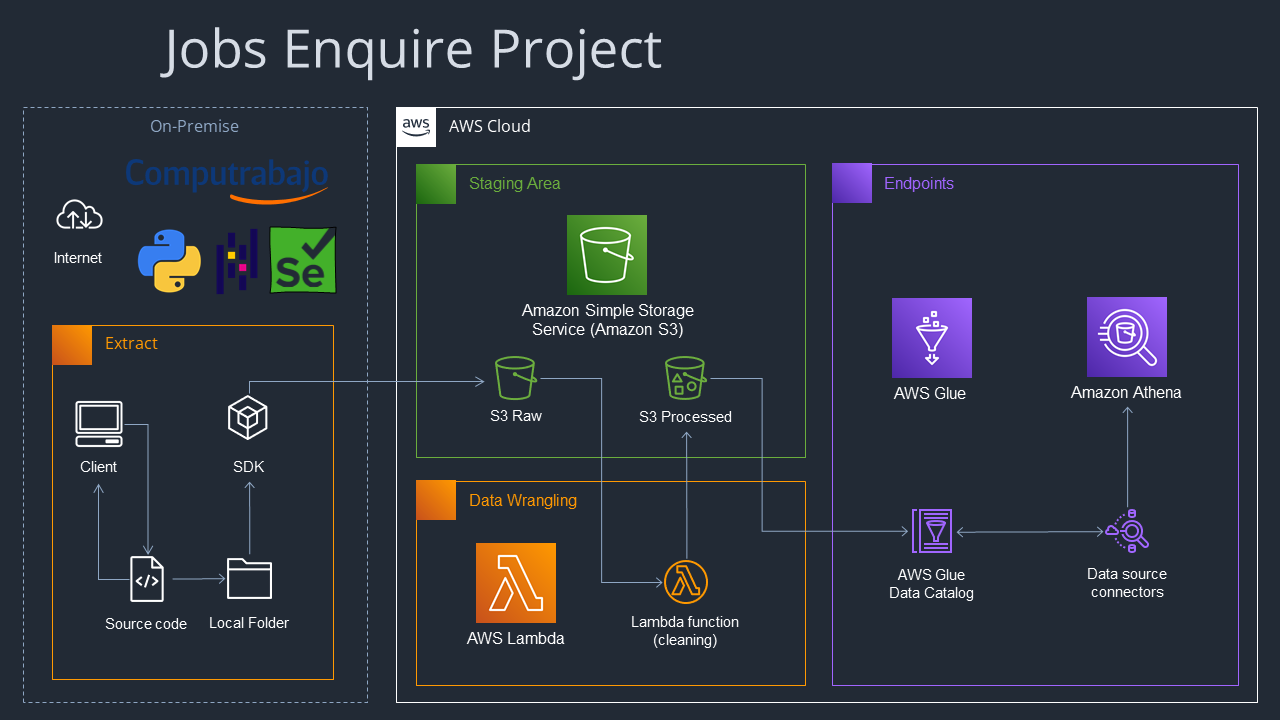 Jobs Enquire Project
On-Premise
Computrabajo
Internet
Se
Extract
Client
SDK
</>
Source code
Local Folder
aws
AWS Cloud
Staging Area
Amazon Simple Storage
Service (Amazon S3)
S3 Raw
S3 Processed
Data Wrangling
AWS Lambda
Lambda function
(cleaning)
Endpoints
AWS Glue
Amazon Athena
AWS Glue
Data Catalog
Data source
connectors